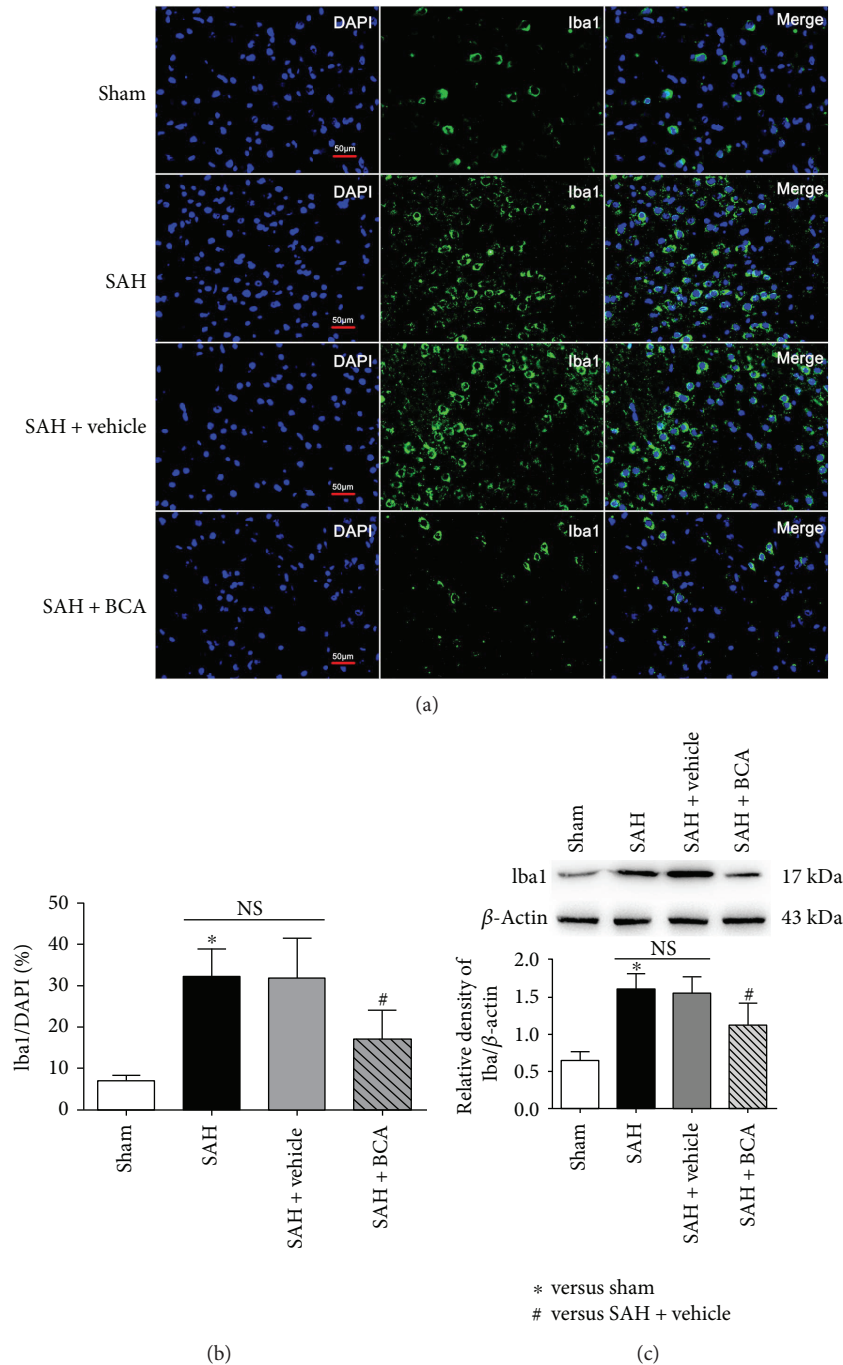 DAPI Iba1 Merge
Sham
50μm
DAPI Iba1 Merge
SAH
50μm
DAPI Iba1 Merge
SAH + vehicle
50μm
DAPI Iba1 Merge
SAH + BCA
50μm
(a)
50
40
30
20
10
0
Iba1/DAPI (%)
NS
*
#
Sham
SAH
SAH + vehicle
SAH + BCA
(b)
Sham
SAH
SAH + vehicle
SAH + BCA
Iba1 17 kDa
β-Actin 43 kDa
2.0
1.5
1.0
0.5
0.0
Relative density of
Iba/β-actin
NS
*
#
Sham
SAH
SAH + vehicle
SAH + BCA
* versus sham
# versus SAH + vehicle
(c)